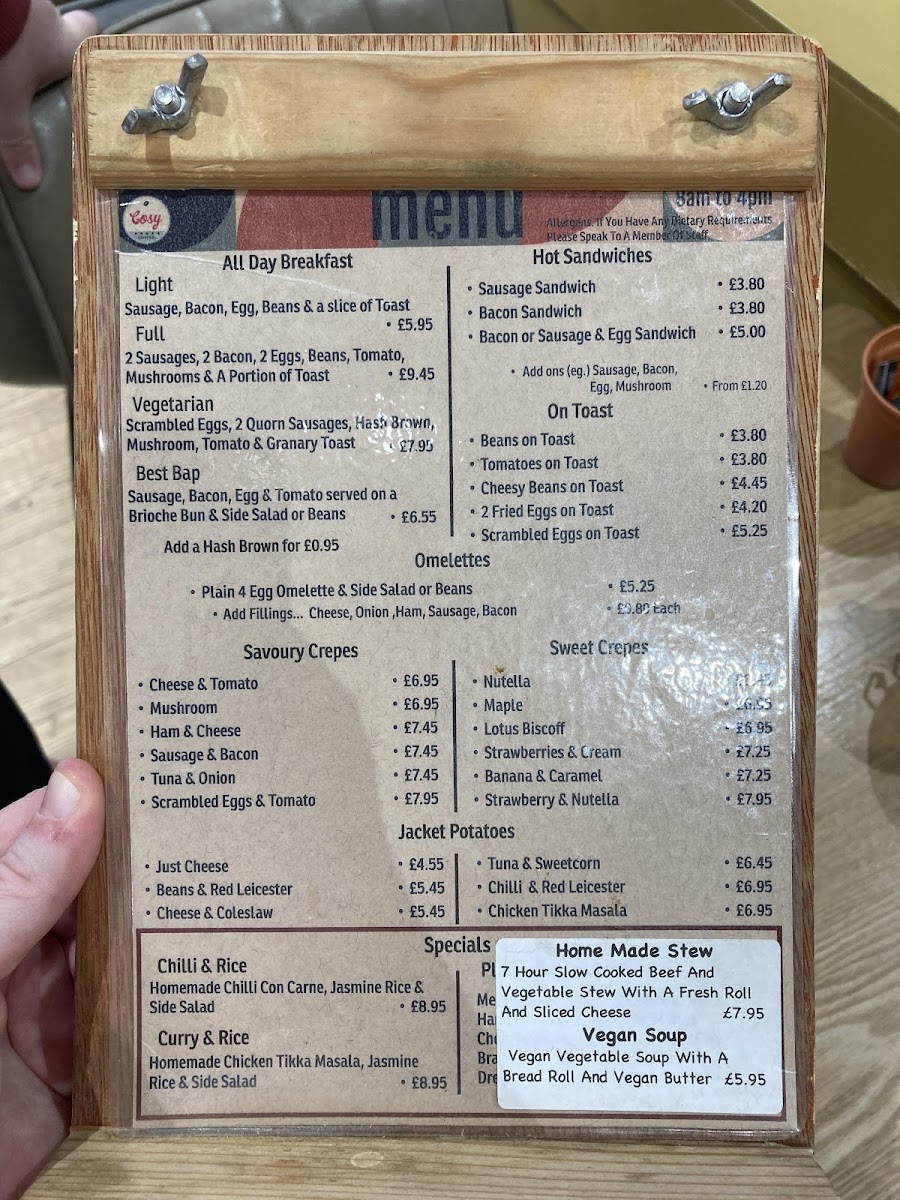 Cosy
menu
8am to 4pm
Allergens. If You Have Any Dietary Requirements
Please Speak To A Member Of Staff.
All Day Breakfast
Light
Sausage, Bacon, Egg, Beans & a slice of Toast
• £5.95
Full
2 Sausages, 2 Bacon, 2 Eggs, Beans, Tomato,
Mushrooms & A Portion of Toast • £9.45
Vegetarian
Scrambled Eggs, 2 Quorn Sausages, Hash Brown,
Mushroom, Tomato & Granary Toast • £7.95
Best Bap
Sausage, Bacon, Egg & Tomato served on a
Brioche Bun & Side Salad or Beans • £6.55
Add a Hash Brown for £0.95
Hot Sandwiches
• Sausage Sandwich • £3.80
• Bacon Sandwich • £3.80
• Bacon or Sausage & Egg Sandwich • £5.00
• Add ons (eg.) Sausage, Bacon,
Egg, Mushroom • From £1.20
On Toast
• Beans on Toast • £3.80
• Tomatoes on Toast • £3.80
• Cheesy Beans on Toast • £4.45
• 2 Fried Eggs on Toast • £4.20
• Scrambled Eggs on Toast • £5.25
Omelettes
• Plain 4 Egg Omelette & Side Salad or Beans • £5.25
• Add Fillings... Cheese, Onion ,Ham, Sausage, Bacon • £0.80 Each
Savoury Crepes
• Cheese & Tomato • £6.95
• Mushroom • £6.95
• Ham & Cheese • £7.45
• Sausage & Bacon • £7.45
• Tuna & Onion • £7.45
• Scrambled Eggs & Tomato • £7.95
Sweet Crepes
• Nutella
• Maple • £6.95
• Lotus Biscoff • £6.95
• Strawberries & Cream • £7.25
• Banana & Caramel • £7.25
• Strawberry & Nutella • £7.95
Jacket Potatoes
• Just Cheese • £4.55
• Beans & Red Leicester • £5.45
• Cheese & Coleslaw • £5.45
• Tuna & Sweetcorn • £6.45
• Chilli & Red Leicester • £6.95
• Chicken Tikka Masala • £6.95
Specials
Chilli & Rice
Homemade Chilli Con Carne, Jasmine Rice &
Side Salad • £8.95
Curry & Rice
Homemade Chicken Tikka Masala, Jasmine
Rice & Side Salad • £8.95
Pl
Me
Ha
Bra
Dre
Home Made Stew
7 Hour Slow Cooked Beef And
Vegetable Stew With A Fresh Roll
And Sliced Cheese £7.95
Vegan Soup
Vegan Vegetable Soup With A
Bread Roll And Vegan Butter £5.95